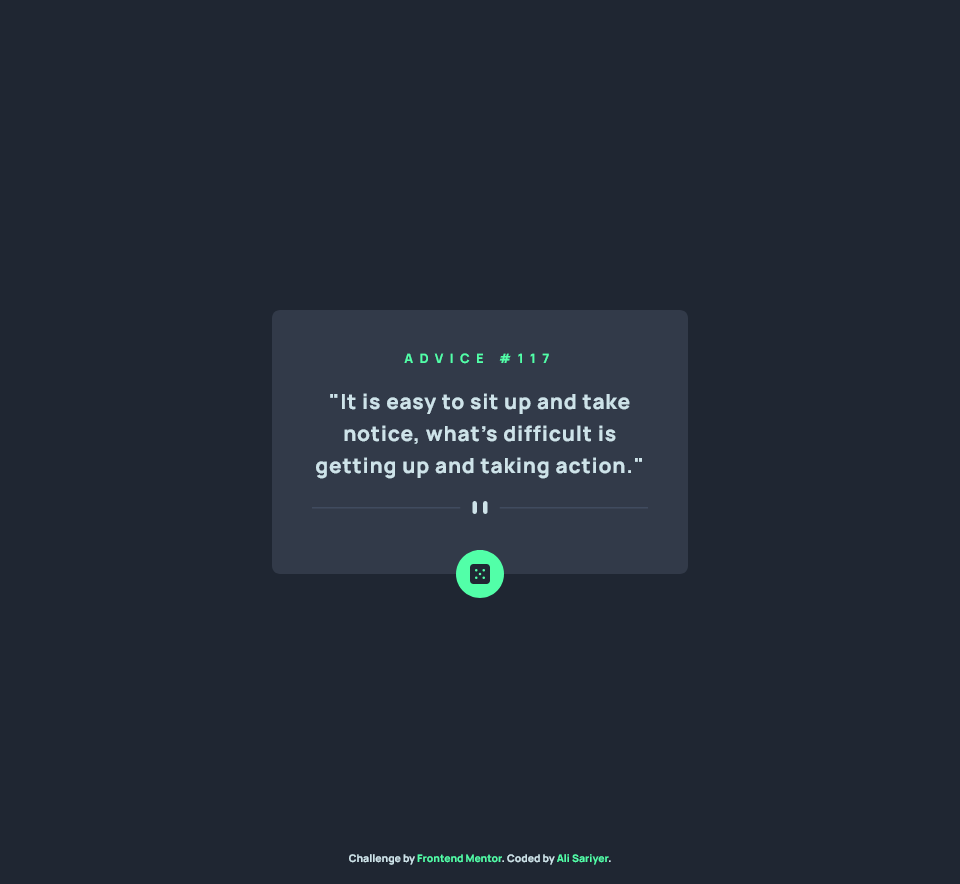 ADVICE #117
"It is easy to sit up and take
notice, what's difficult is
getting up and taking action."
Challenge by Frontend Mentor. Coded by Ali Sariyer.